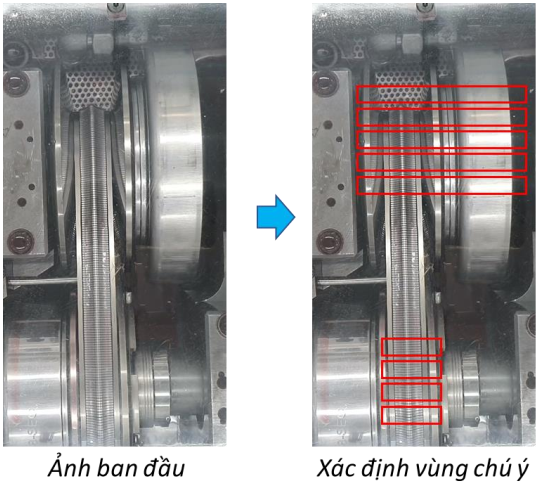 Ảnh ban đầu
Xác định vùng chú ý